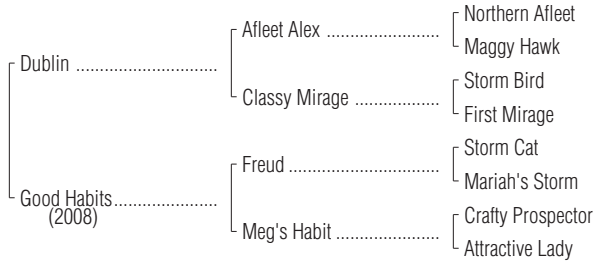 Northern Afleet
Afleet Alex ......................
Maggy Hawk
Dublin ............................
Storm Bird
Classy Mirage .................
First Mirage
Storm Cat
Freud ..............................
Mariah's Storm
Good Habits.....................
(2008)
Crafty Prospector
Meg's Habit .....................
Attractive Lady